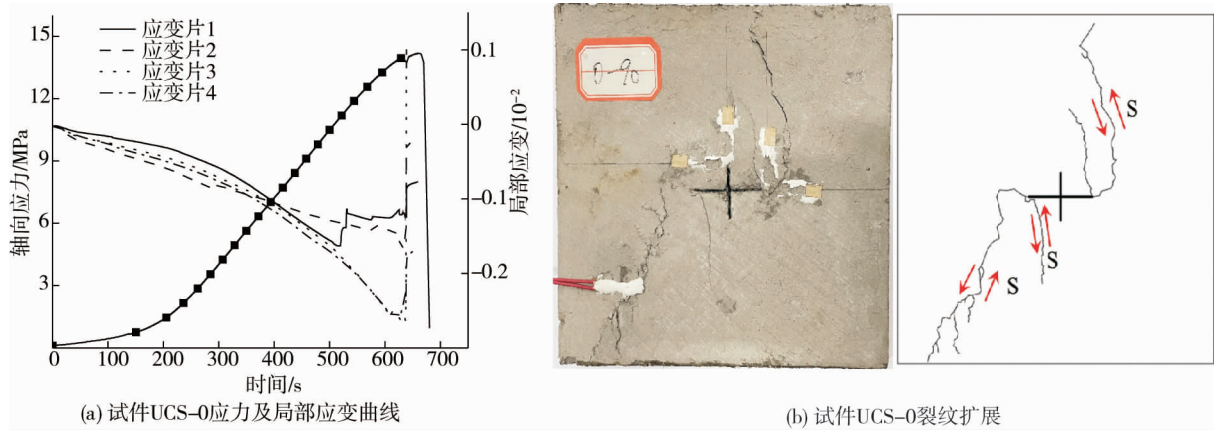 应变片1
应变片2
应变片3
应变片4
15
12
9
6
3
轴向应力/MPa
0.1
0
-0.1
-0.2
局部应变/10⁻²
0 100 200 300 400 500 600 700
时间/s
(a) 试件UCS-0应力及局部应变曲线
0-90
S
S
S
(b) 试件UCS-0裂纹扩展